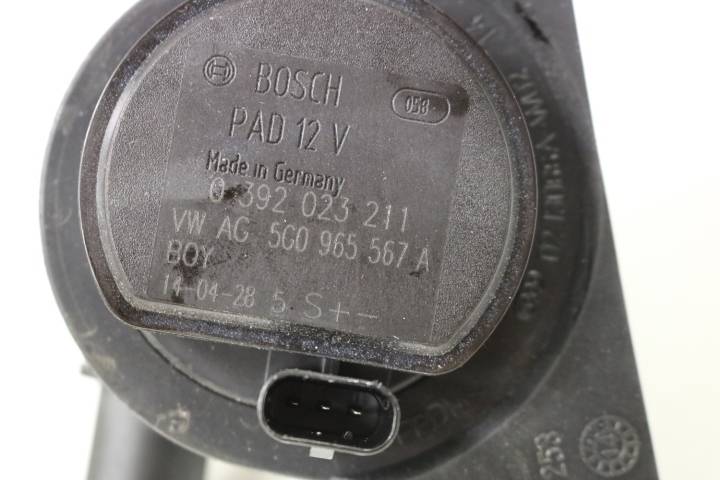 BOSCH
058
PAD 12 V
Made in Germany
0 392 023 211
VW AG 5G0 965 567 A
BOY
14-04-28 5 S+-
253